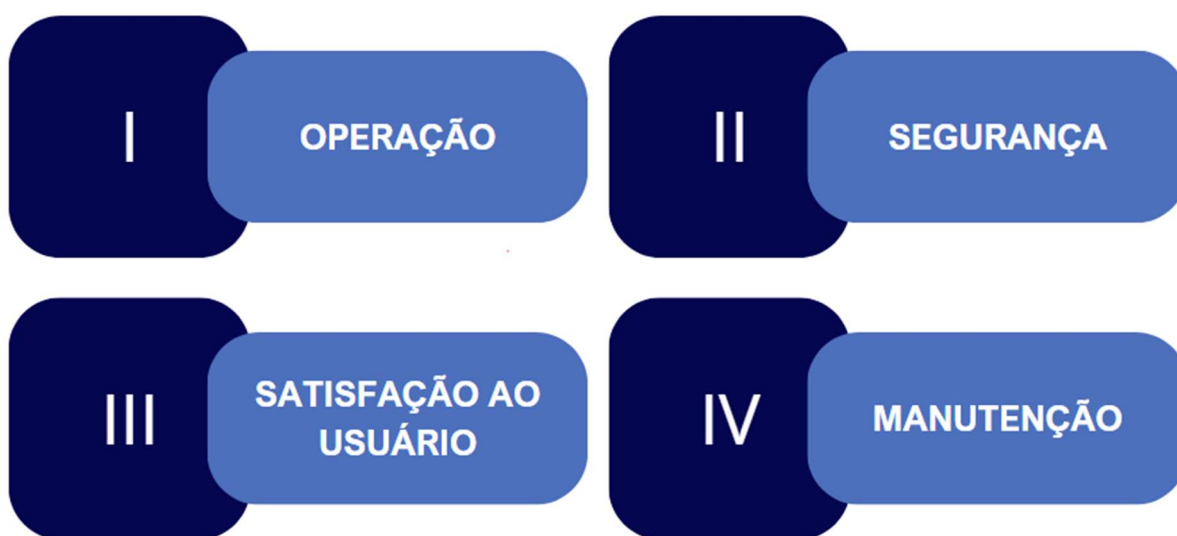 I
OPERAÇÃO
II
SEGURANÇA
III
SATISFAÇÃO AO
USUÁRIO
IV
MANUTENÇÃO